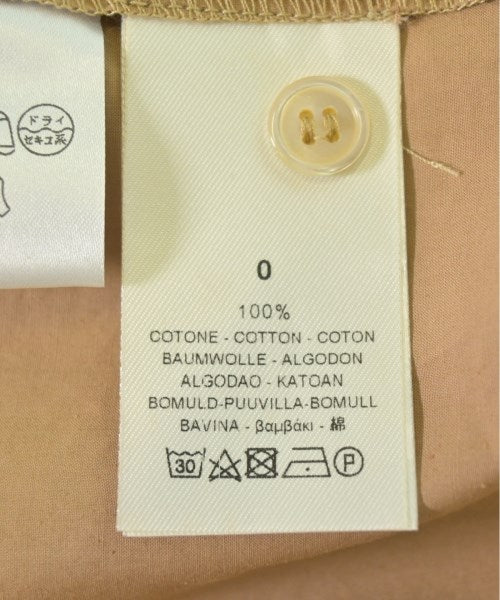 ドライ
セキユ系
0
100%
COTONE - COTTON - COTON
BAUMWOLLE - ALGODON
ALGODAO - KATOAN
BOMULD-PUUVILLA-BOMULL
BAVINA - βαμβάκι - 綿
30 P